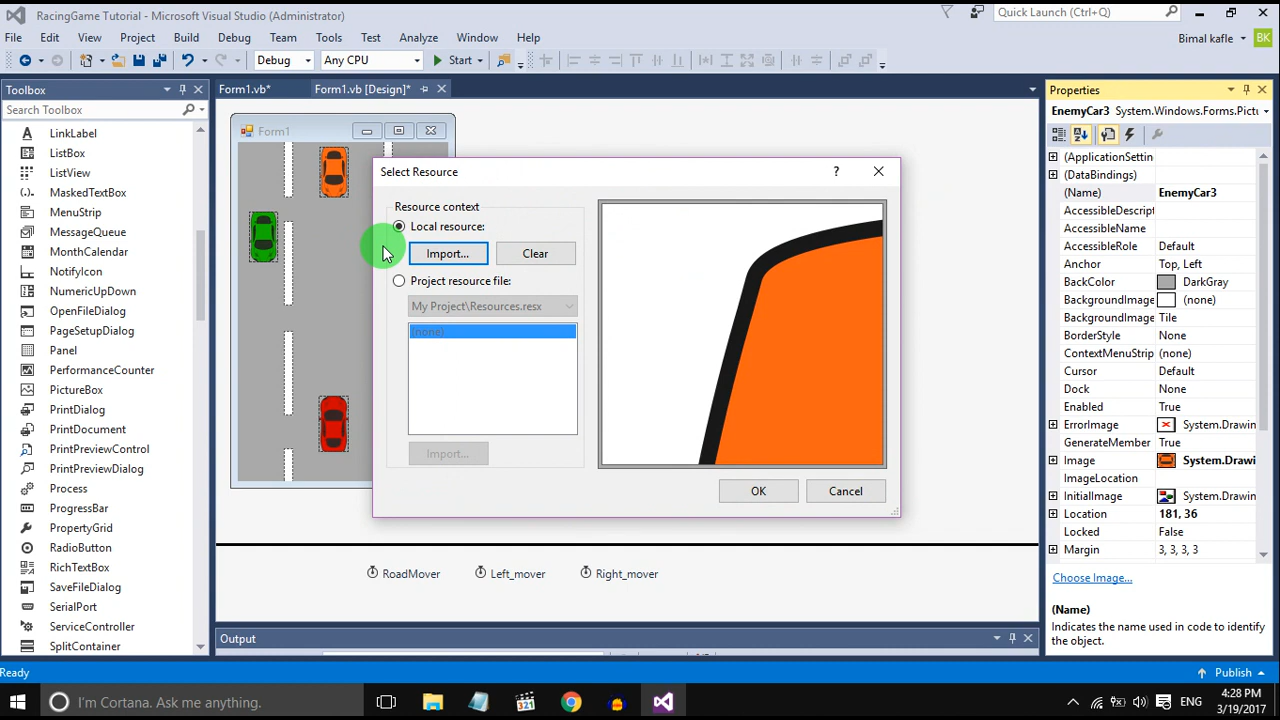 RacingGame Tutorial - Microsoft Visual Studio (Administrator)
Quick Launch (Ctrl+Q)
File Edit View Project Build Debug Team Tools Test Analyze Window Help
Bimal kafle BK
Debug Any CPU Start
Toolbox
Search Toolbox
LinkLabel
ListBox
ListView
MaskedTextBox
MenuStrip
MessageQueue
MonthCalendar
NotifyIcon
NumericUpDown
OpenFileDialog
PageSetupDialog
Panel
PerformanceCounter
PictureBox
PrintDialog
PrintDocument
PrintPreviewControl
PrintPreviewDialog
Process
ProgressBar
PropertyGrid
RadioButton
RichTextBox
SaveFileDialog
SerialPort
ServiceController
SplitContainer
Form1.vb* Form1.vb [Design]*
Form1
Select Resource
Resource context
Local resource:
Import... Clear
Project resource file:
My Project\Resources.resx
(none)
Import...
OK Cancel
RoadMover Left_mover Right_mover
Output
Properties
EnemyCar3 System.Windows.Forms.Pictu
(ApplicationSettin
(DataBindings)
(Name) EnemyCar3
AccessibleDescript
AccessibleName
AccessibleRole Default
Anchor Top, Left
BackColor DarkGray
BackgroundImage (none)
BackgroundImage Tile
BorderStyle None
ContextMenuStrip (none)
Cursor Default
Dock None
Enabled True
ErrorImage System.Drawin
GenerateMember True
Image System.Drawi
ImageLocation
InitialImage System.Drawin
Location 181, 36
Locked False
Margin 3, 3, 3, 3
Choose Image...
(Name)
Indicates the name used in code to identify
the object.
Ready
Publish
I'm Cortana. Ask me anything.
321
ENG
4:28 PM
3/19/2017